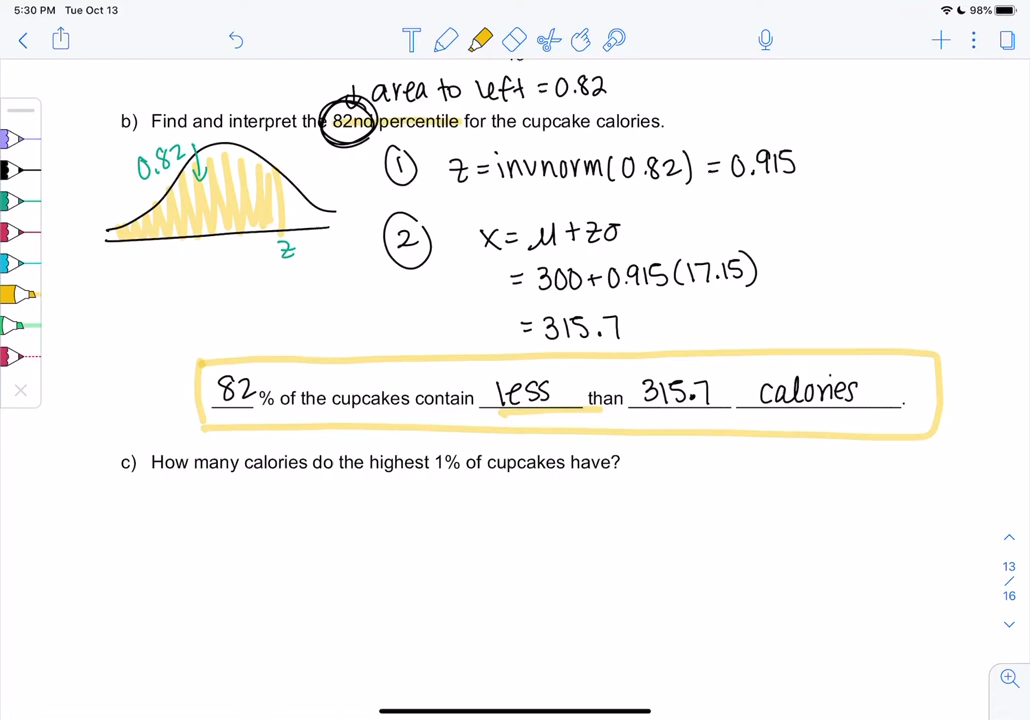 5:30 PM Tue Oct 13
98%
area to left = 0.82
b) Find and interpret the 82nd percentile for the cupcake calories.
0.82
z
① z = invnorm(0.82) = 0.915
② x = μ + zσ
= 300 + 0.915(17.15)
= 315.7
82% of the cupcakes contain less than 315.7 calories.
c) How many calories do the highest 1% of cupcakes have?
13
/
16